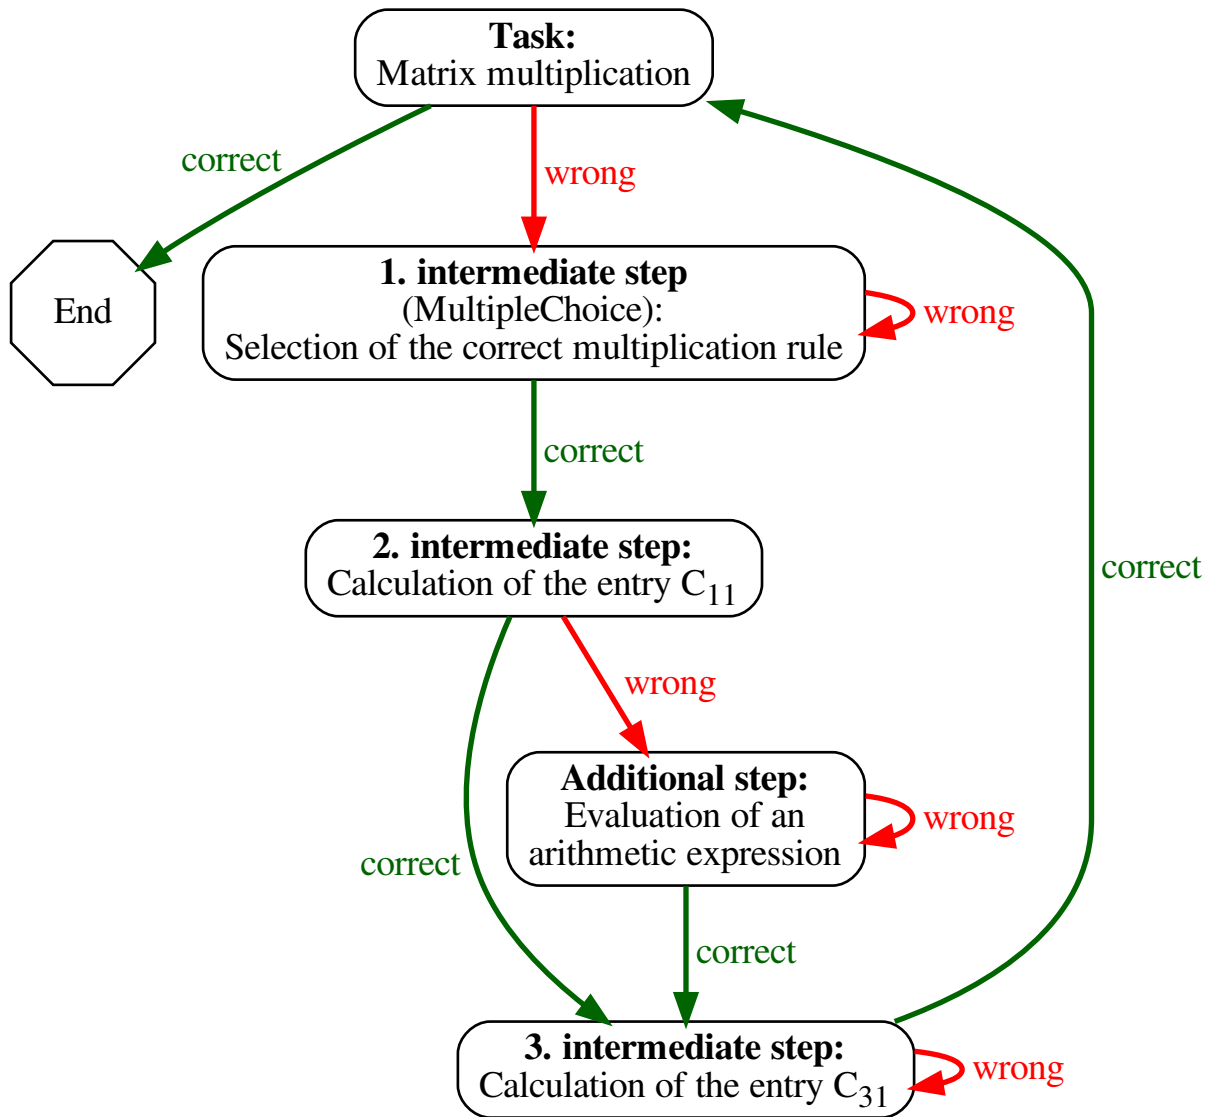 Task:
Matrix multiplication
correct
wrong
End
1. intermediate step
(MultipleChoice):
Selection of the correct multiplication rule
wrong
correct
2. intermediate step:
Calculation of the entry C₁₁
correct
wrong
Additional step:
Evaluation of an
arithmetic expression
wrong
correct
correct
3. intermediate step:
Calculation of the entry C₃₁
wrong